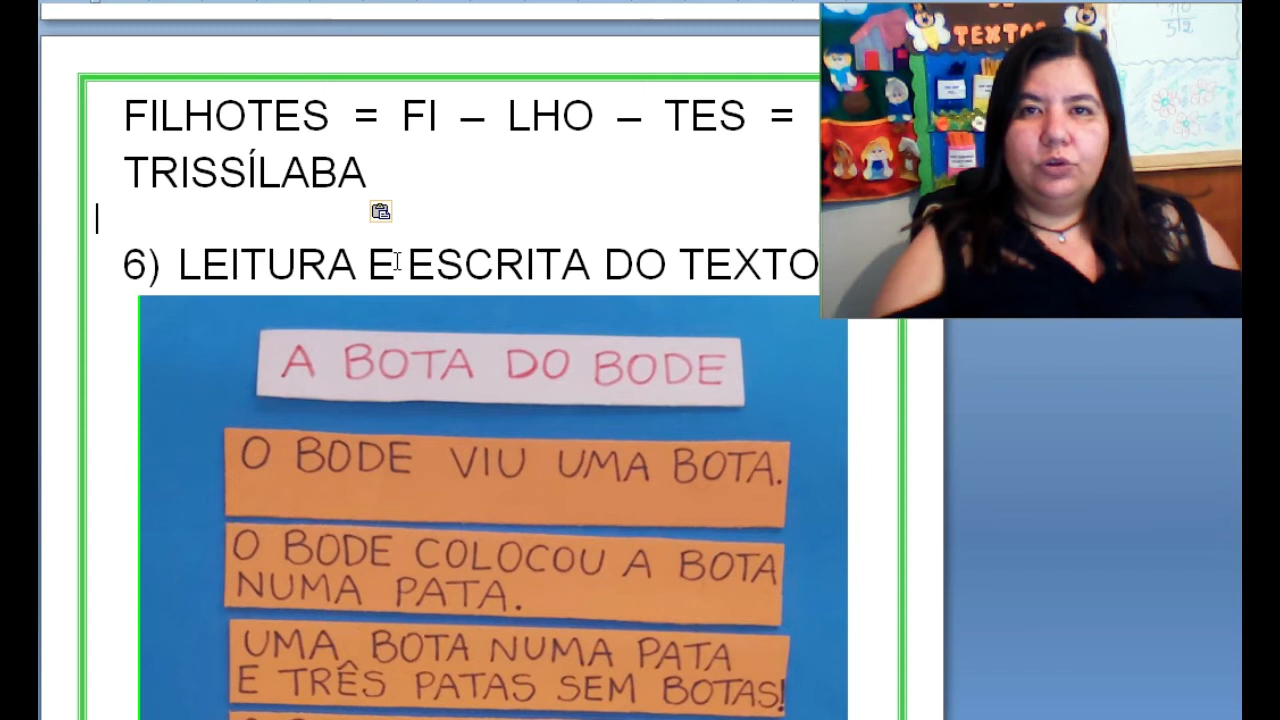 FILHOTES = FI – LHO – TES =
TRISSÍLABA
6) LEITURA E ESCRITA DO TEXTO
A BOTA DO BODE
O BODE VIU UMA BOTA.
O BODE COLOCOU A BOTA
NUMA PATA.
UMA BOTA NUMA PATA
E TRÊS PATAS SEM BOTAS!
TEXTOS